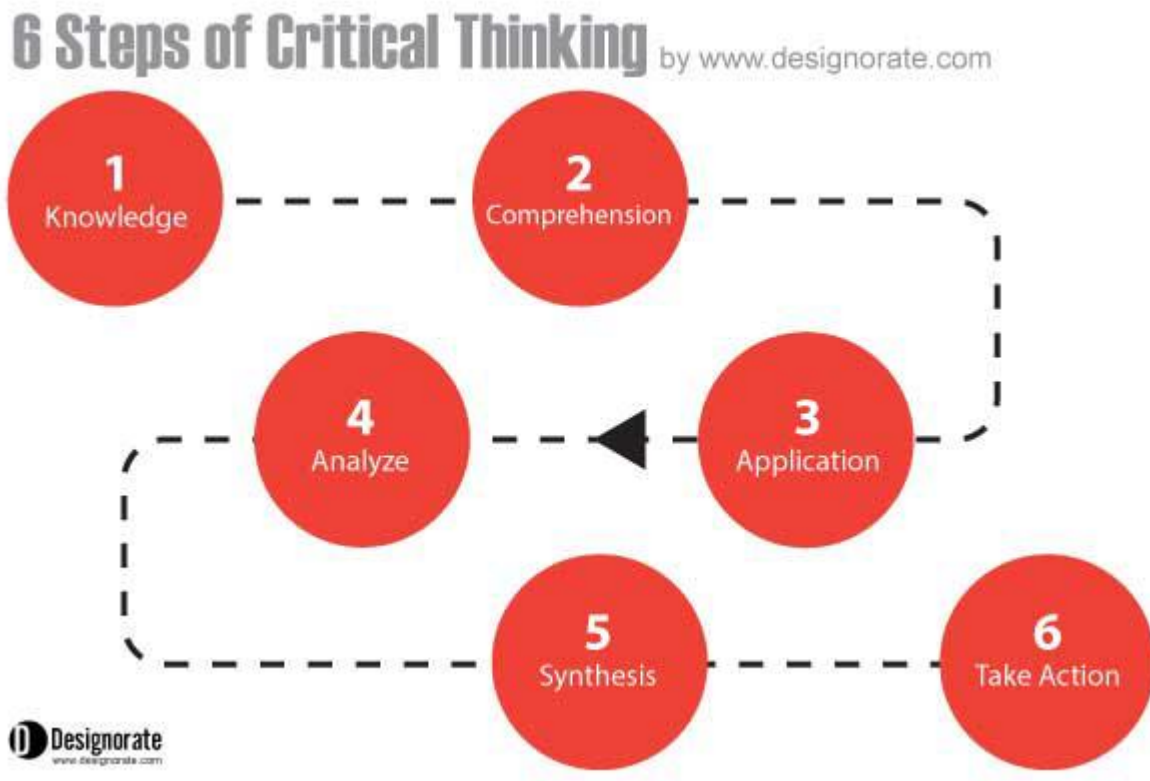 6 Steps of Critical Thinking by www.designorate.com
1
Knowledge
2
Comprehension
3
Application
4
Analyze
5
Synthesis
6
Take Action
D Designorate
www.designorate.com